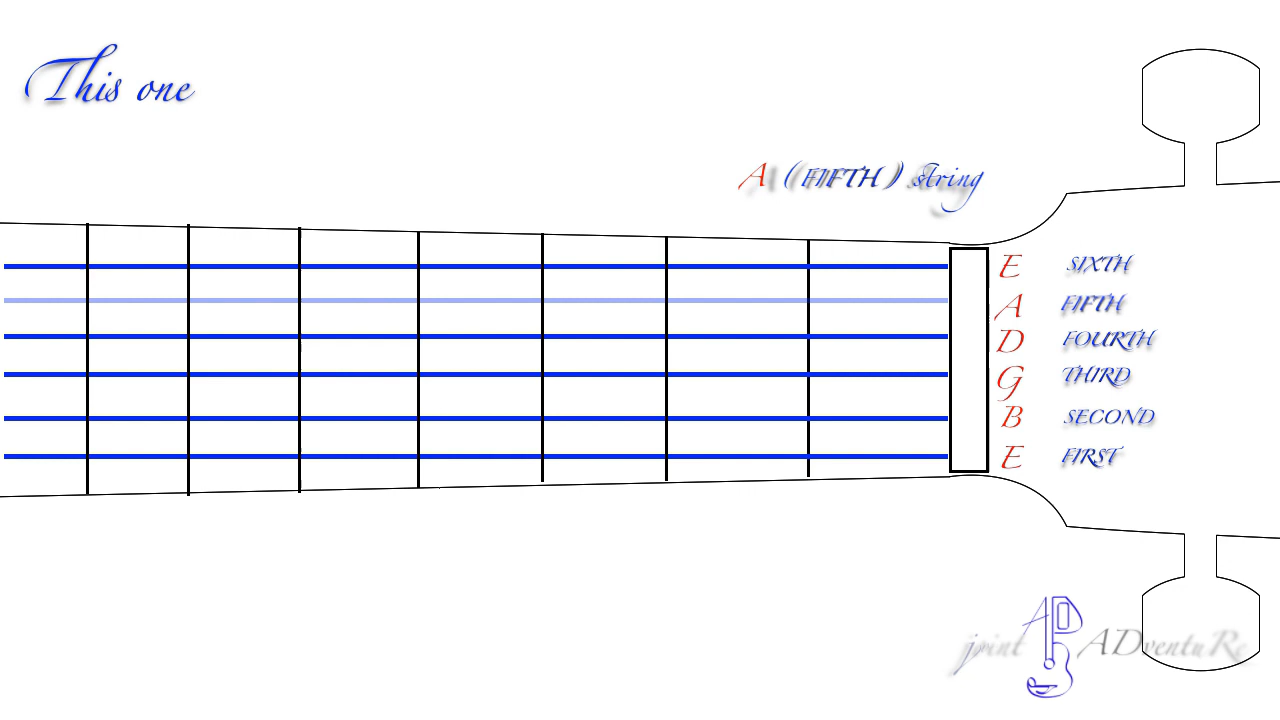 This one
A (FIFTH) string
E SIXTH
A FIFTH
D FOURTH
G THIRD
B SECOND
E FIRST
joint ADventuRe